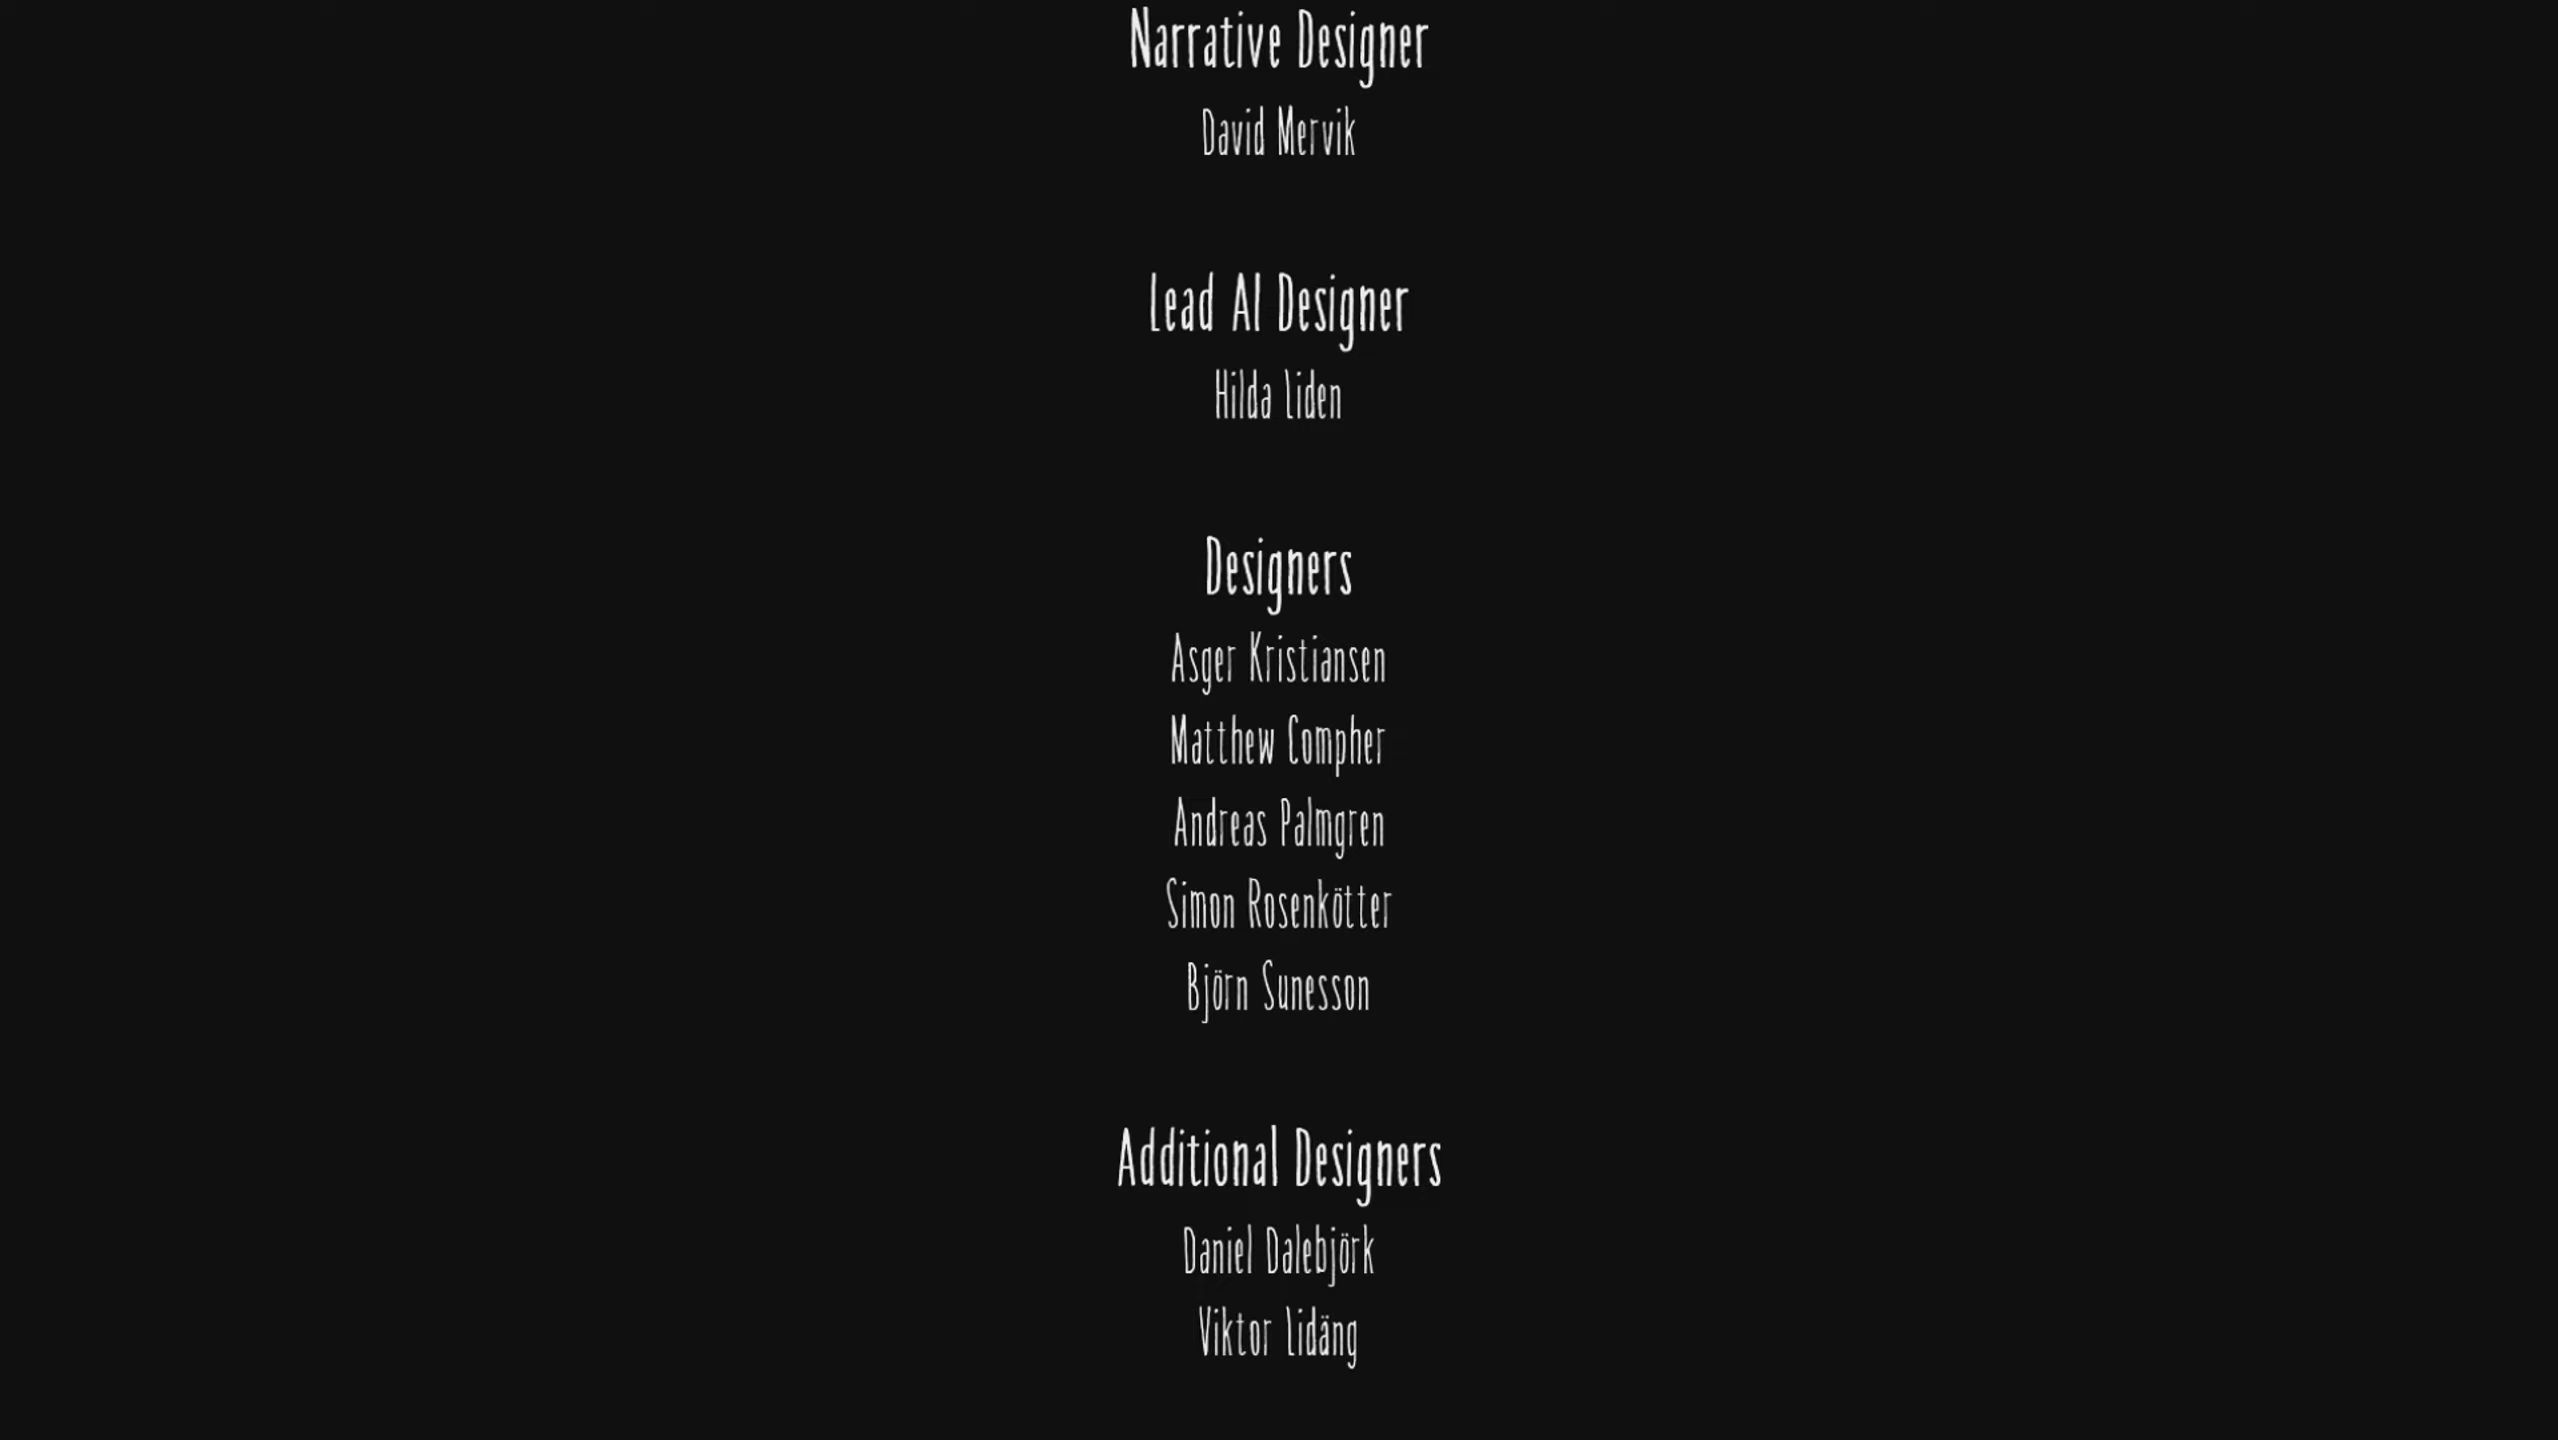 Narrative Designer
David Mervik
Lead AI Designer
Hilda Liden
Designers
Asger Kristiansen
Matthew Compher
Andreas Palmgren
Simon Rosenkötter
Björn Sunesson
Additional Designers
Daniel Dalebjörk
Viktor Lidäng